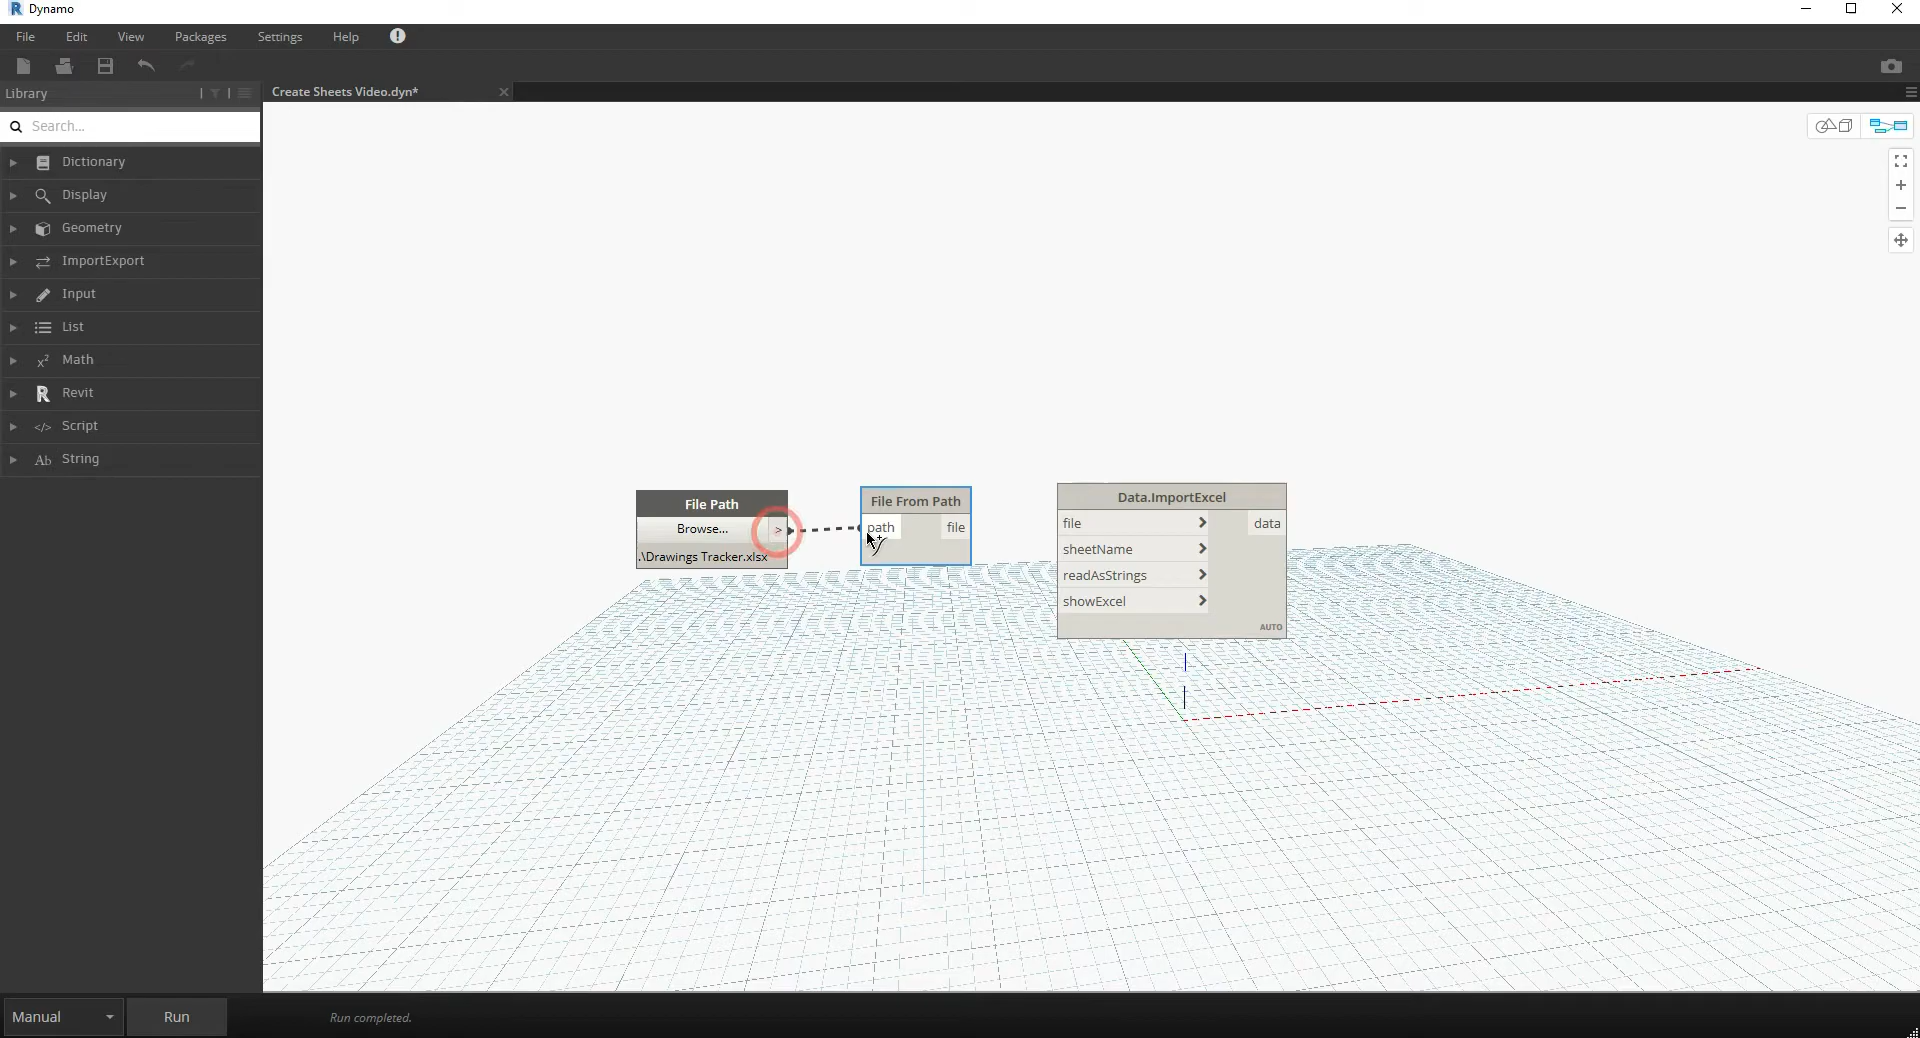 Dynamo
File Edit View Packages Settings Help
Library
Create Sheets Video.dyn*
Search...
Dictionary
Display
Geometry
ImportExport
Input
List
Math
Revit
Script
Ab String
File Path
Browse... >
.\Drawings Tracker.xlsx
File From Path
path file
Data.ImportExcel
file data
sheetName
readAsStrings
showExcel
AUTO
Manual Run Run completed.